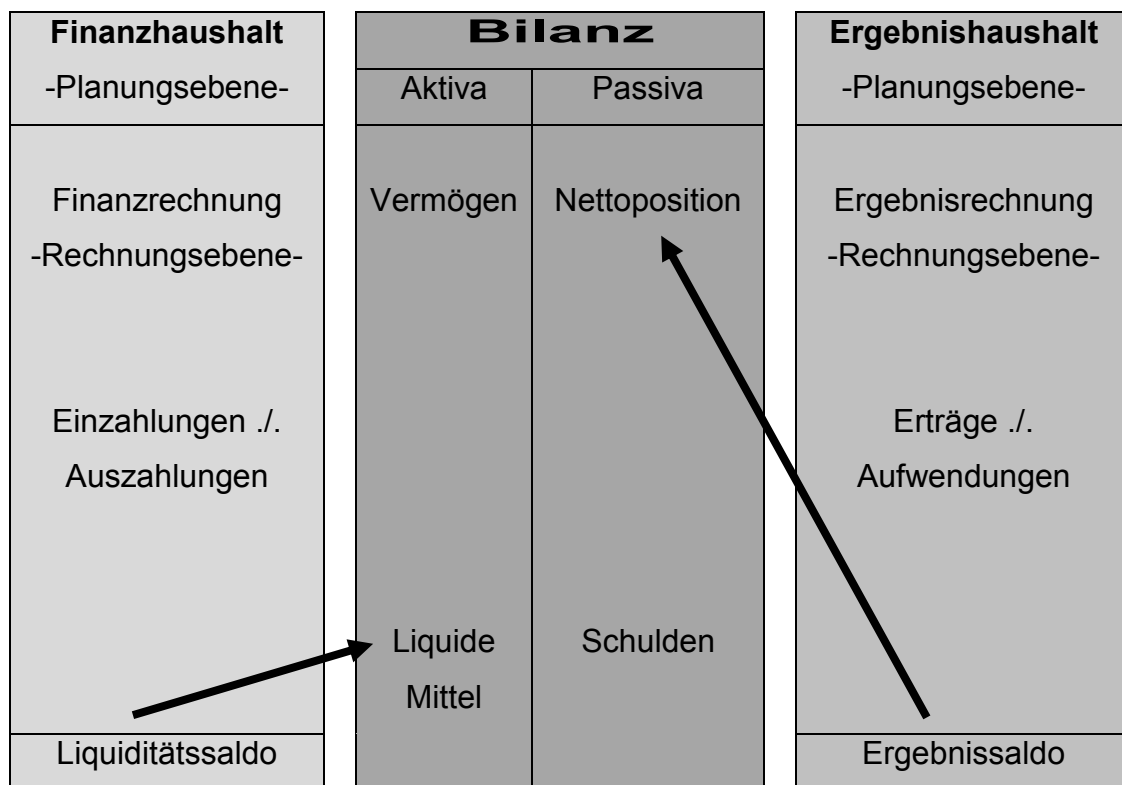 Finanzhaushalt
-Planungsebene-
Finanzrechnung
-Rechnungsebene-
Einzahlungen ./.
Auszahlungen
Liquiditätssaldo
Bilanz
Aktiva
Passiva
Vermögen
Nettoposition
Liquide
Mittel
Schulden
Ergebnishaushalt
-Planungsebene-
Ergebnisrechnung
-Rechnungsebene-
Erträge ./.
Aufwendungen
Ergebnissaldo